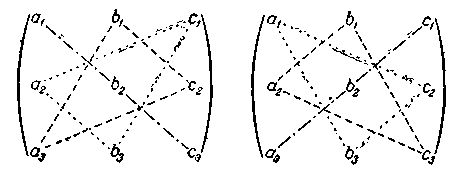 a₁ b₁ c₁ a₁ b₁ c₁
a₂ b₂ c₂ a₂ b₂ c₂
a₃ b₃ c₃ a₃ b₃ c₃